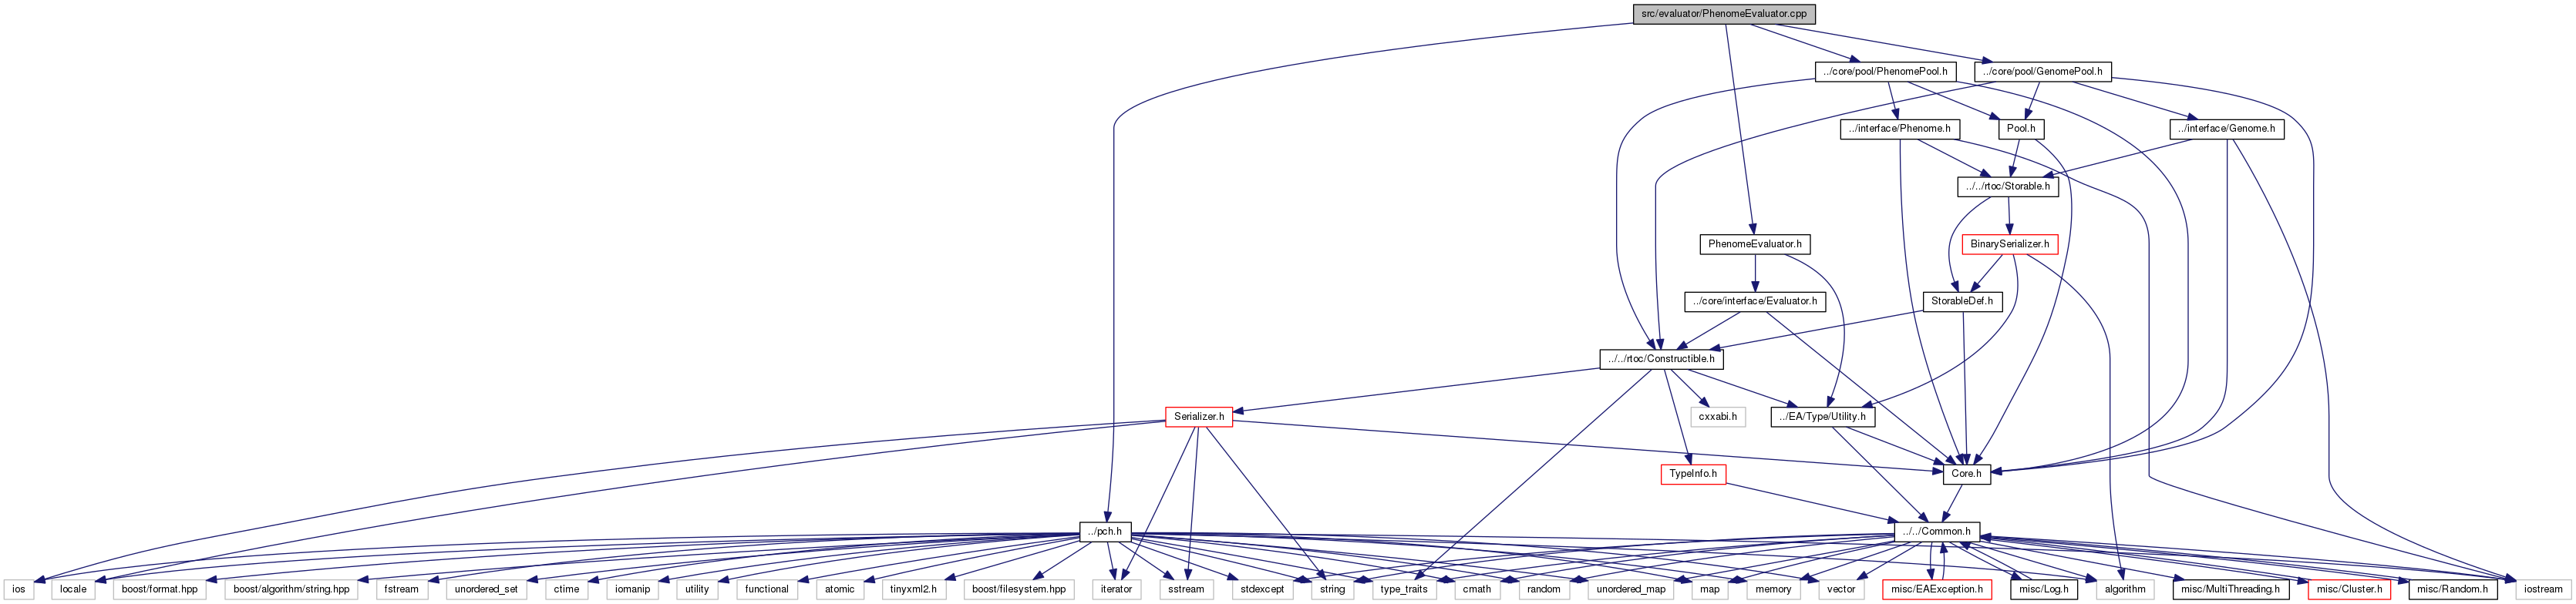 src/evaluator/PhenomeEvaluator.cpp
../core/pool/PhenomePool.h
../core/pool/GenomePool.h
../interface/Phenome.h
Pool.h
../interface/Genome.h
../../rtoc/Storable.h
PhenomeEvaluator.h
BinarySerializer.h
../core/interface/Evaluator.h
StorableDef.h
../../rtoc/Constructible.h
Serializer.h
cxxabi.h
../EA/Type/Utility.h
TypeInfo.h
Core.h
../pch.h
../../Common.h
ios
locale
boost/format.hpp
boost/algorithm/string.hpp
fstream
unordered_set
ctime
iomanip
utility
functional
atomic
tinyxml2.h
boost/filesystem.hpp
iterator
sstream
stdexcept
string
type_traits
cmath
random
unordered_map
map
memory
vector
misc/EAException.h
misc/Log.h
algorithm
misc/MultiThreading.h
misc/Cluster.h
misc/Random.h
iostream